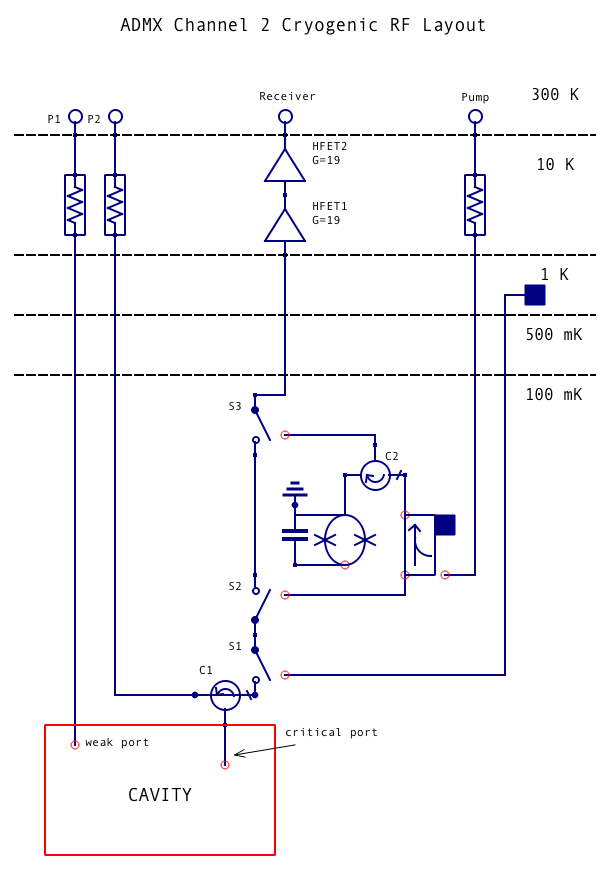 ADMX Channel 2 Cryogenic RF Layout
300 K
Receiver
Pump
P1
P2
HFET2
G=19
10 K
HFET1
G=19
1 K
500 mK
100 mK
S3
C2
S2
S1
C1
critical port
weak port
CAVITY